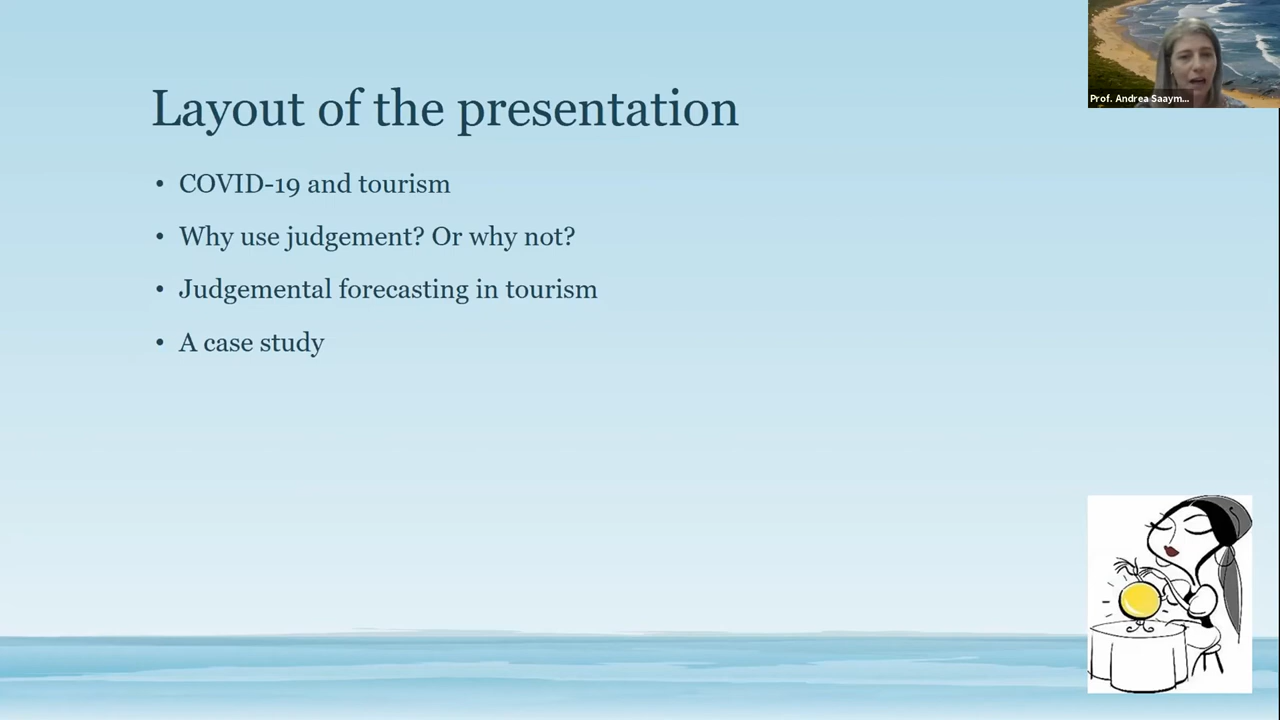 Prof. Andrea Saaym...
Layout of the presentation
• COVID-19 and tourism
• Why use judgement? Or why not?
• Judgemental forecasting in tourism
• A case study